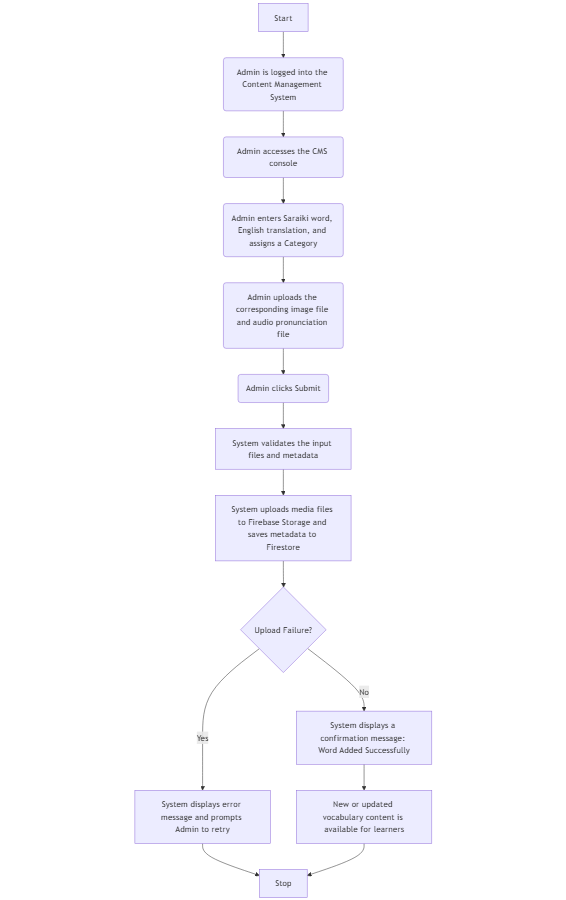 Start
Admin is logged into the
Content Management
System
Admin accesses the CMS
console
Admin enters Saraiki word,
English translation, and
assigns a Category
Admin uploads the
corresponding image file
and audio pronunciation
file
Admin clicks Submit
System validates the input
files and metadata
System uploads media files
to Firebase Storage and
saves metadata to
Firestore
Upload Failure?
No
System displays a
confirmation message:
Word Added Successfully
Yes
System displays error
message and prompts
Admin to retry
New or updated
vocabulary content is
available for learners
Stop